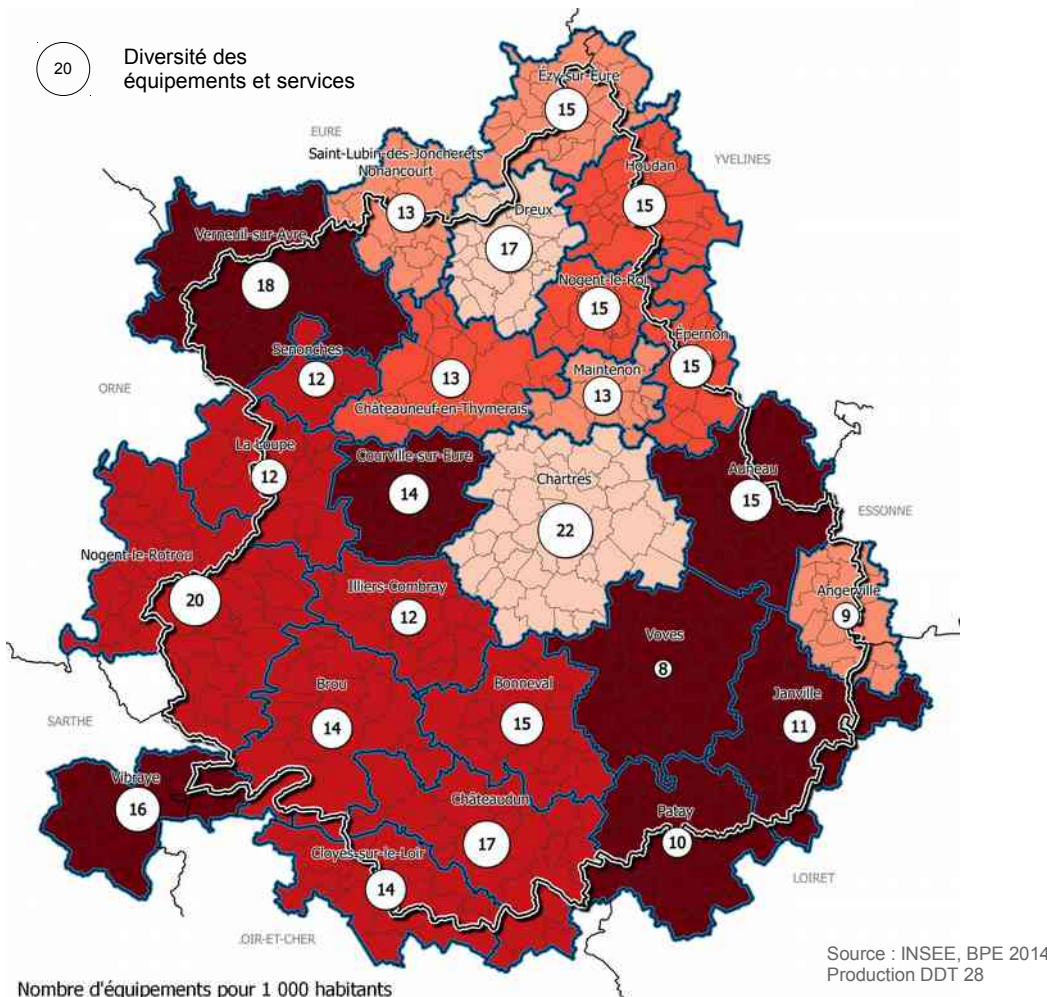 20
Diversité des
équipements et services
Ézy-sur-Eure
15
EURE
Saint-Lubin-des-Joncherets
Nonancourt
13
YVELINES
Houdan
15
Dreux
17
Verneuil-sur-Avre
18
Nogent-le-Roi
15
Épernon
15
Senonches
12
13
Châteauneuf-en-Thymerais
Maintenon
13
ORNE
La Loupe
12
Courville-sur-Eure
14
Chartres
22
Auneau
15
ESSONNE
Nogent-le-Rotrou
20
Illiers-Combray
12
Angerville
9
Voves
8
Brou
14
Bonneval
15
Janville
11
SARTHE
Vibraye
16
Châteaudun
17
Patay
10
Cloyes-sur-le-Loir
14
LOIRET
OIR-ET-CHER
Source : INSEE, BPE 2014
Production DDT 28
Nombre d'équipements pour 1 000 habitants